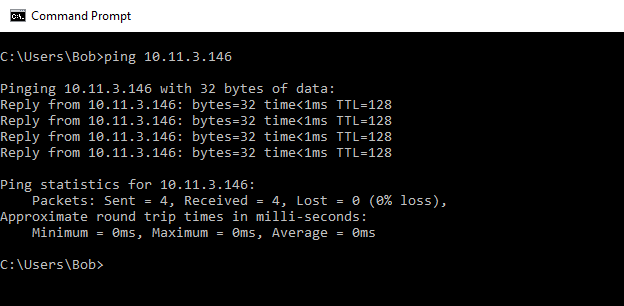 Command Prompt
C:\Users\Bob>ping 10.11.3.146
Pinging 10.11.3.146 with 32 bytes of data:
Reply from 10.11.3.146: bytes=32 time<1ms TTL=128
Reply from 10.11.3.146: bytes=32 time<1ms TTL=128
Reply from 10.11.3.146: bytes=32 time<1ms TTL=128
Reply from 10.11.3.146: bytes=32 time<1ms TTL=128
Ping statistics for 10.11.3.146:
    Packets: Sent = 4, Received = 4, Lost = 0 (0% loss),
Approximate round trip times in milli-seconds:
    Minimum = 0ms, Maximum = 0ms, Average = 0ms
C:\Users\Bob>